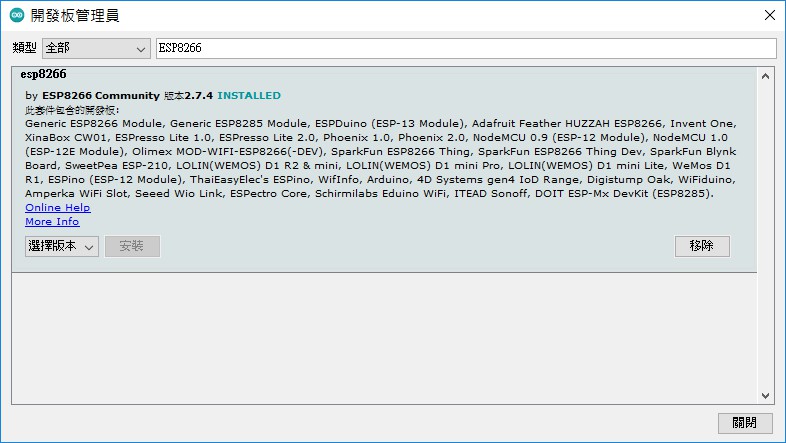 開發板管理員
類型 全部 ESP8266
esp8266
by ESP8266 Community 版本2.7.4 INSTALLED
此套件包含的開發板:
Generic ESP8266 Module, Generic ESP8285 Module, ESPDuino (ESP-13 Module), Adafruit Feather HUZZAH ESP8266, Invent One,
XinaBox CW01, ESPresso Lite 1.0, ESPresso Lite 2.0, Phoenix 1.0, Phoenix 2.0, NodeMCU 0.9 (ESP-12 Module), NodeMCU 1.0
(ESP-12E Module), Olimex MOD-WIFI-ESP8266(-DEV), SparkFun ESP8266 Thing, SparkFun ESP8266 Thing Dev, SparkFun Blynk
Board, SweetPea ESP-210, LOLIN(WEMOS) D1 R2 & mini, LOLIN(WEMOS) D1 mini Pro, LOLIN(WEMOS) D1 mini Lite, WeMos D1
R1, ESPino (ESP-12 Module), ThaiEasyElec's ESPino, WifInfo, Arduino, 4D Systems gen4 IoD Range, Digistump Oak, WiFiduino,
Amperka WiFi Slot, Seeed Wio Link, ESPectro Core, Schirmilabs Eduino WiFi, ITEAD Sonoff, DOIT ESP-Mx DevKit (ESP8285).
Online Help
More Info
選擇版本 安裝 移除
關閉